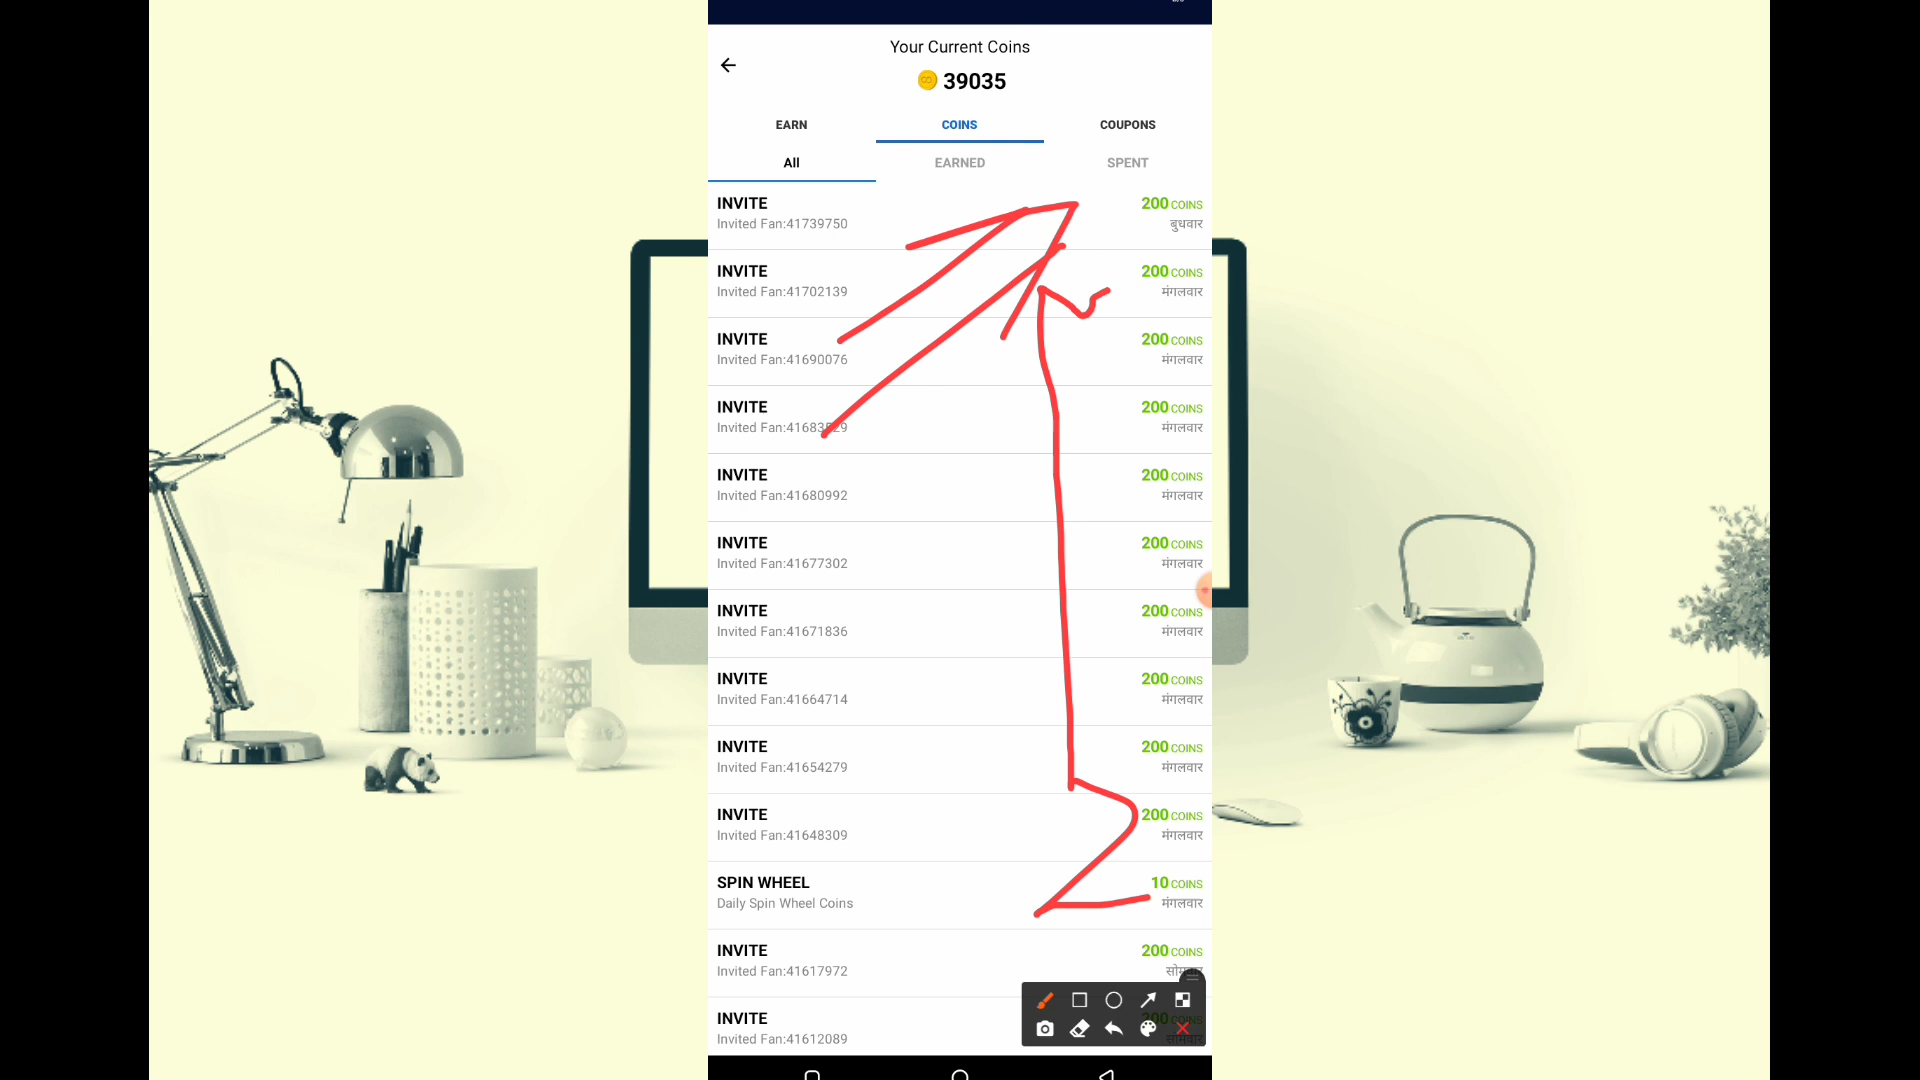 Your Current Coins
39035
EARN COINS COUPONS
All EARNED SPENT
INVITE 200 COINS
Invited Fan:41739750 बुधवार
INVITE 200 COINS
Invited Fan:41702139 मंगलवार
INVITE 200 COINS
Invited Fan:41690076 मंगलवार
INVITE 200 COINS
Invited मंगलवार
INVITE 200 COINS
Invited Fan:41680992 मंगलवार
INVITE 200 COINS
Invited Fan:41677302 मंगलवार
INVITE 200 COINS
Invited Fan:41671836 मंगलवार
INVITE 200 COINS
Invited Fan:41664714 मंगलवार
INVITE 200 COINS
Invited Fan:41654279 मंगलवार
INVITE 200 COINS
Invited Fan:41648309 मंगलवार
SPIN WHEEL 10 COINS
Daily Spin Wheel Coins मंगलवार
INVITE 200 COINS
Invited Fan:41617972
INVITE 200 COINS
Invited Fan:41612089 सोमवार